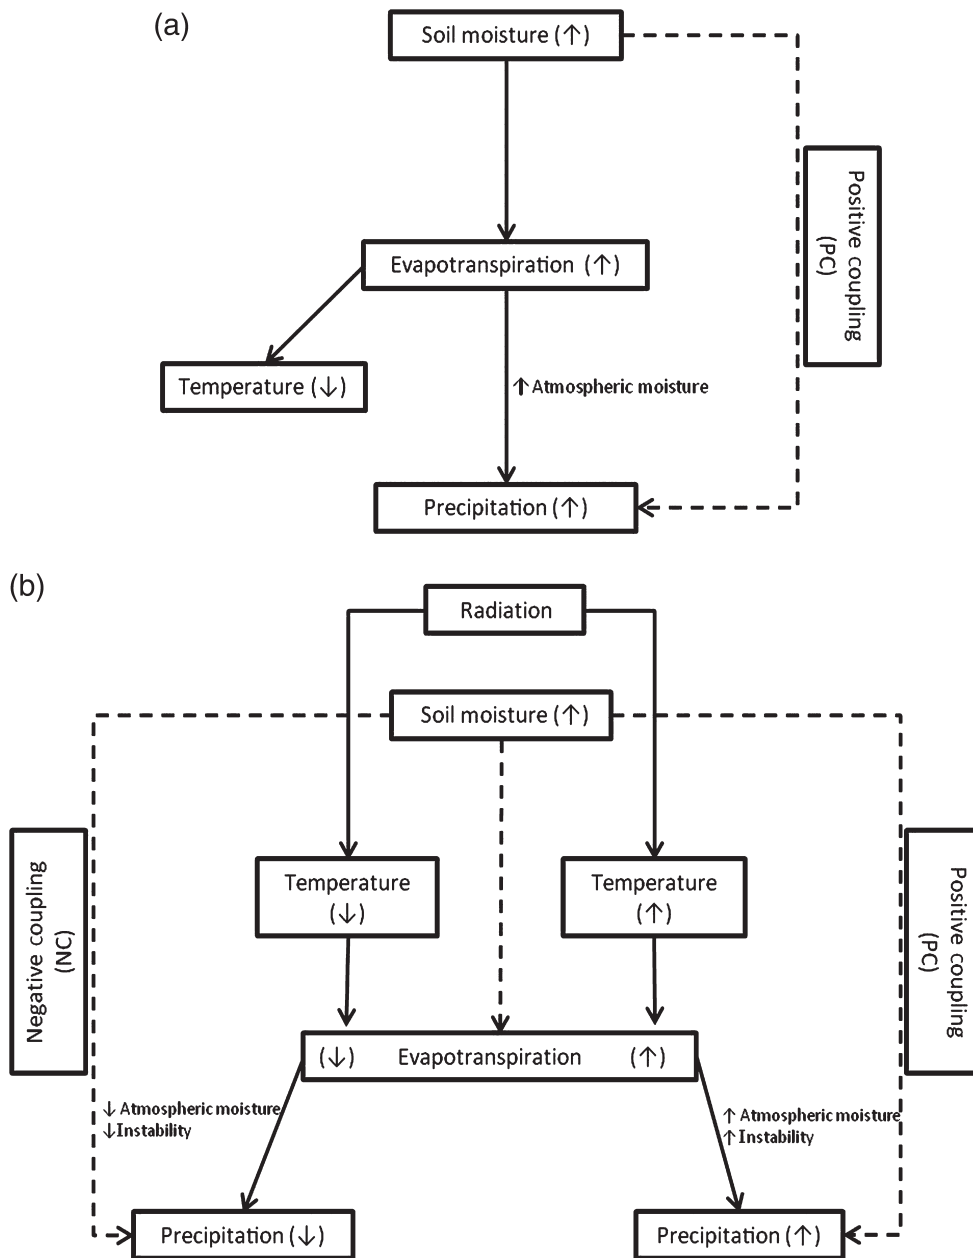 (a)
Soil moisture (↑)
Positive coupling
(PC)
Evapotranspiration (↑)
Temperature (↓)
↑ Atmospheric moisture
Precipitation (↑)
(b)
Radiation
Soil moisture (↑)
Negative coupling
(NC)
Temperature
(↓)
Temperature
(↑)
Positive coupling
(PC)
(↓) Evapotranspiration (↑)
↓ Atmospheric moisture
↓Instability
↑ Atmospheric moisture
↑ Instability
Precipitation (↓)
Precipitation (↑)